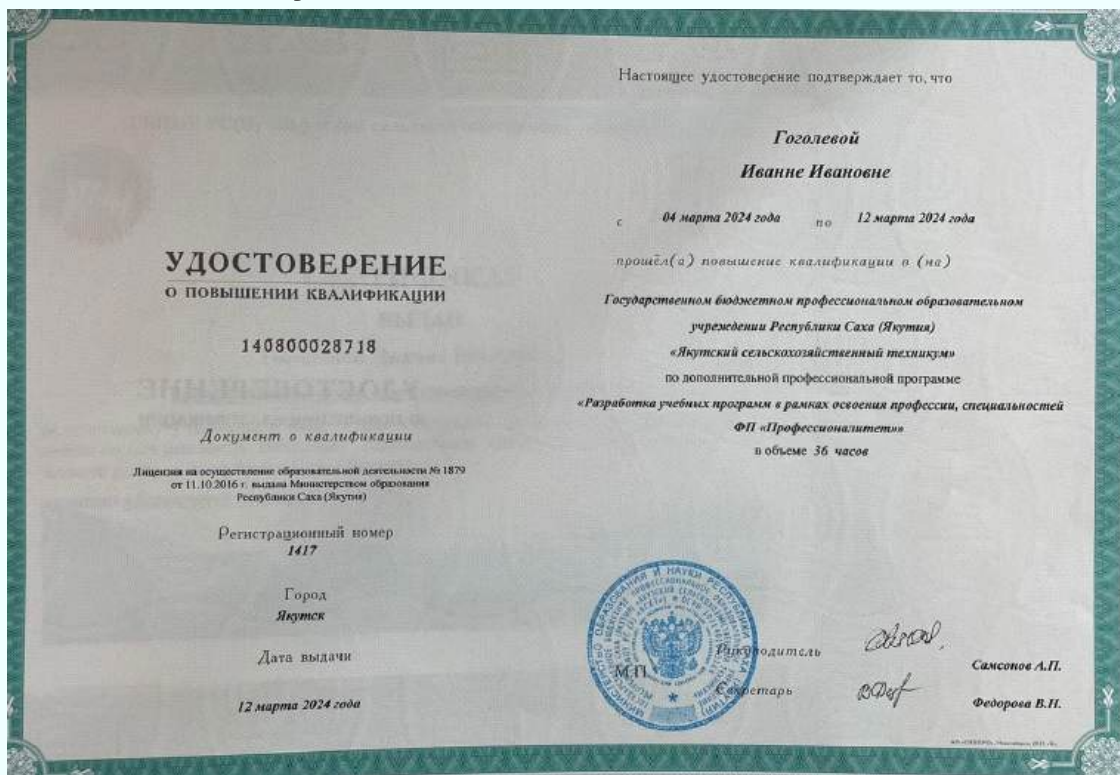 УДОСТОВЕРЕНИЕ
О ПОВЫШЕНИИ КВАЛИФИКАЦИИ
140800028718
Документ о квалификации
Лицензия на осуществление образовательной деятельности № 1879
от 11.10.2016 г. выдана Министерством образования
Республики Саха (Якутия)
Регистрационный номер
1417
Город
Якутск
Дата выдачи
12 марта 2024 года
Настоящее удостоверение подтверждает то, что
Гоголевой
Иванне Ивановне
с 04 марта 2024 года по 12 марта 2024 года
прошёл(а) повышение квалификации в (на)
Государственном бюджетном профессиональном образовательном
учреждении Республики Саха (Якутия)
«Якутский сельскохозяйственный техникум»
по дополнительной профессиональной программе
«Разработка учебных программ в рамках освоения профессии, специальностей
ФП «Профессионалитет»»
в объеме 36 часов
М.П.
Руководитель
Самсонов А.П.
Секретарь
Федорова В.Н.